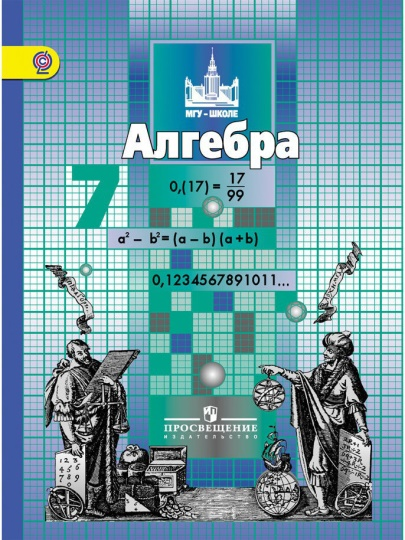 МГУ – ШКОЛЕ
Алгебра
7
0,(17) = 17/99
a² – b² = (a – b) (a + b)
0,1234567891011...
ПРОСВЕЩЕНИЕ
ИЗДАТЕЛЬСТВО